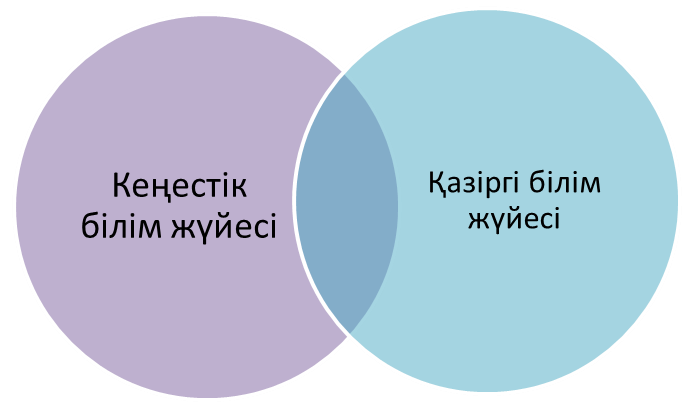 Кеңестік
білім жүйесі
Қазіргі білім
жүйесі